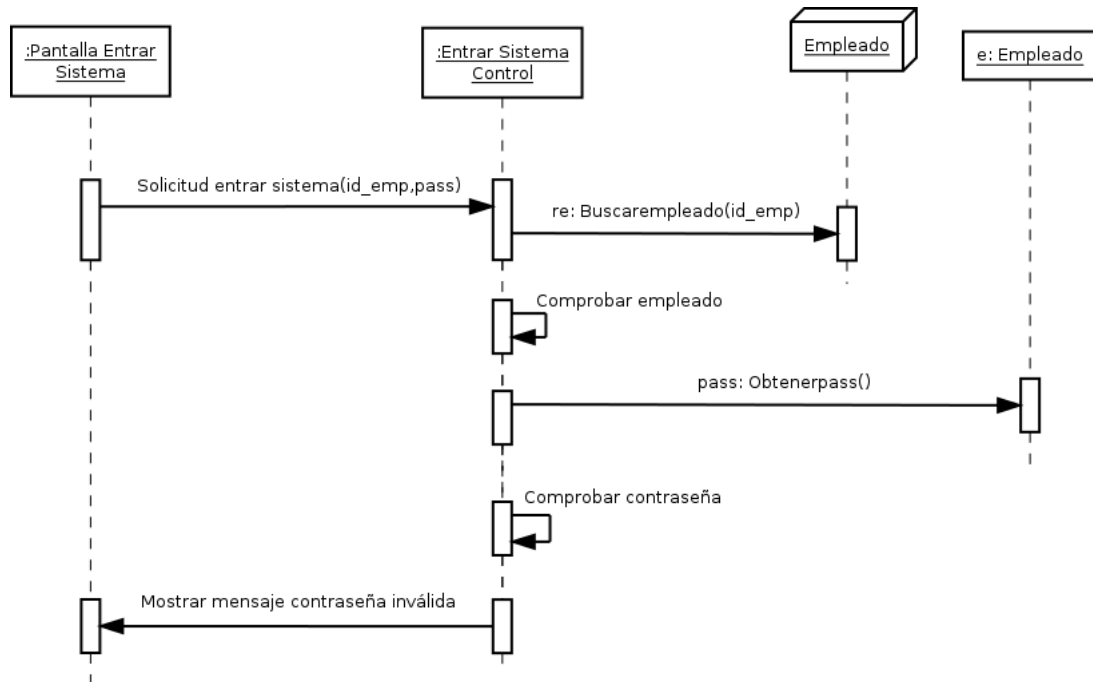 :Pantalla Entrar
Sistema
:Entrar Sistema
Control
Empleado
e: Empleado
Solicitud entrar sistema(id_emp,pass)
re: Buscarempleado(id_emp)
Comprobar empleado
pass: Obtenerpass()
Comprobar contraseña
Mostrar mensaje contraseña inválida